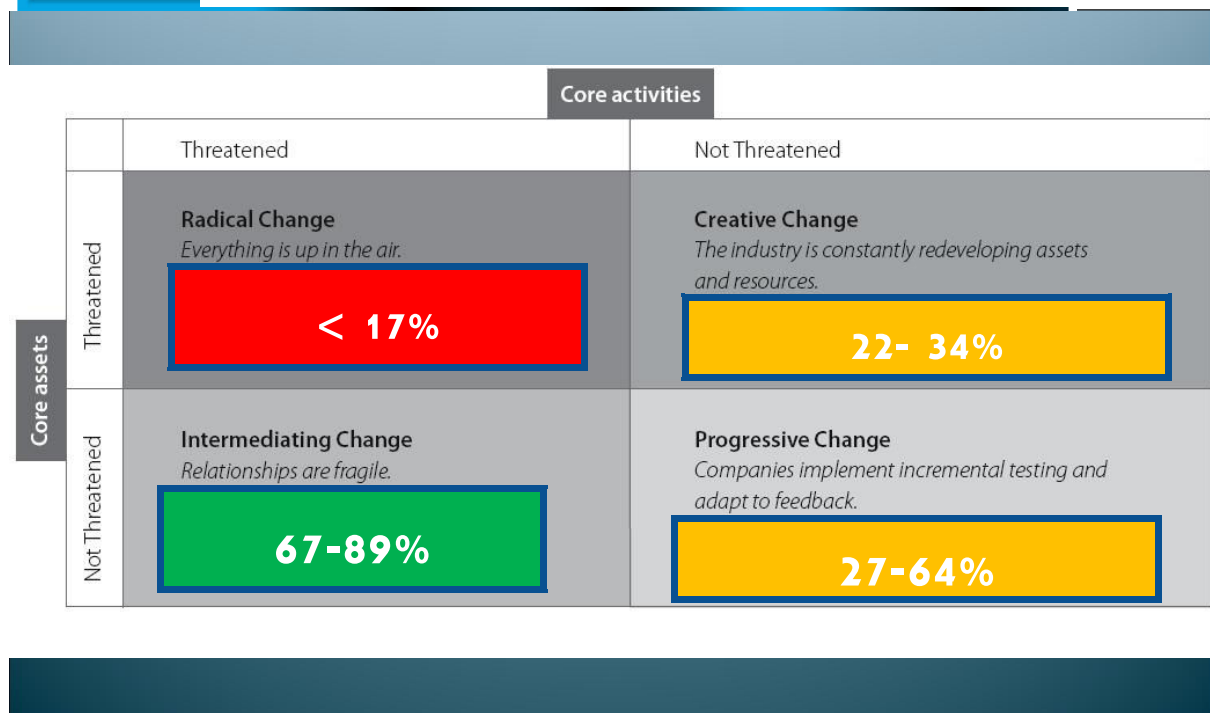 Core activities
Threatened
Not Threatened
Core assets
Threatened
Radical Change
Everything is up in the air.
< 17%
Creative Change
The industry is constantly redeveloping assets
and resources.
22- 34%
Not Threatened
Intermediating Change
Relationships are fragile.
67-89%
Progressive Change
Companies implement incremental testing and
adapt to feedback.
27-64%